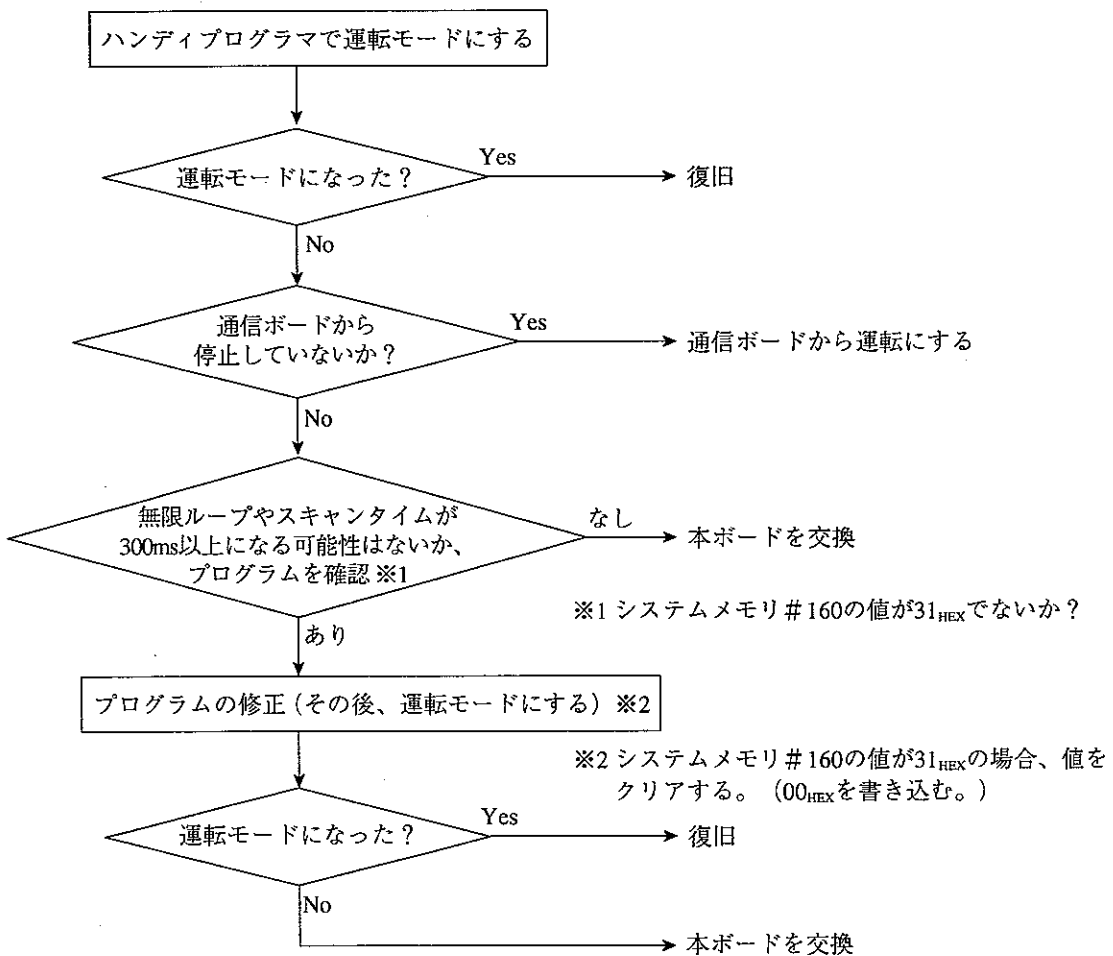 ハンディプログラマで運転モードにする
運転モードになった？
Yes
復旧
No
通信ボードから
停止していないか？
Yes
通信ボードから運転にする
No
無限ループやスキャンタイムが
300ms以上になる可能性はないか、
プログラムを確認※1
なし
本ボードを交換
※1 システムメモリ＃160の値が31HEXでないか？
あり
プログラムの修正（その後、運転モードにする）※2
※2 システムメモリ＃160の値が31HEXの場合、値を
クリアする。（00HEXを書き込む。）
運転モードになった？
Yes
復旧
No
本ボードを交換